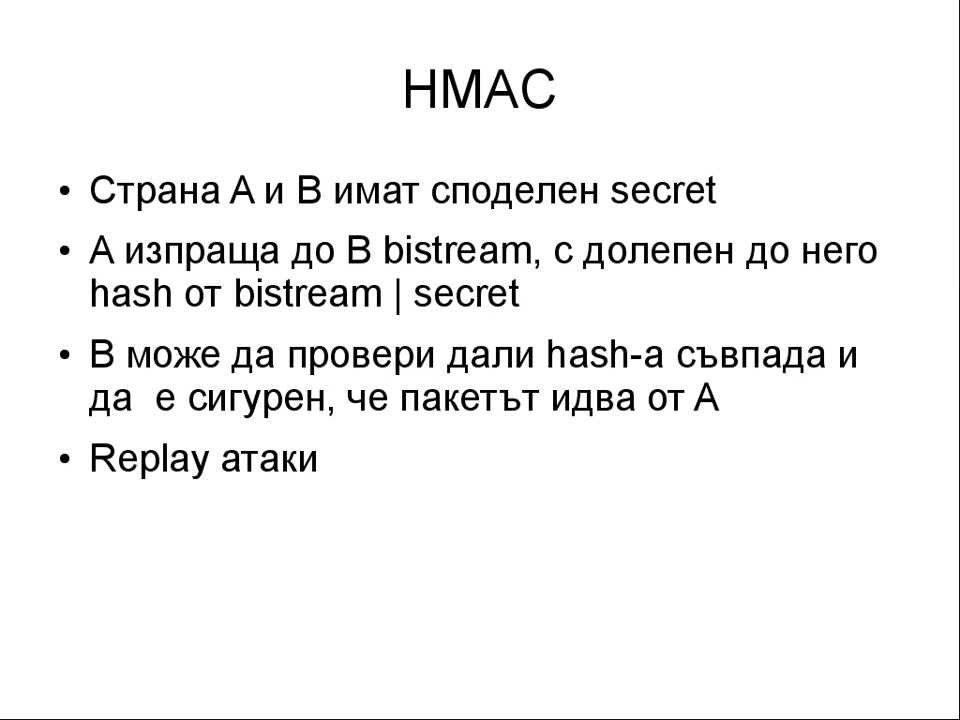 HMAC
• Страна A и B имат споделен secret
• A изпраща до B bistream, с долепен до него
hash от bistream | secret
• B може да провери дали hash-а съвпада и
да  е сигурен, че пакетът идва от A
• Replay атаки